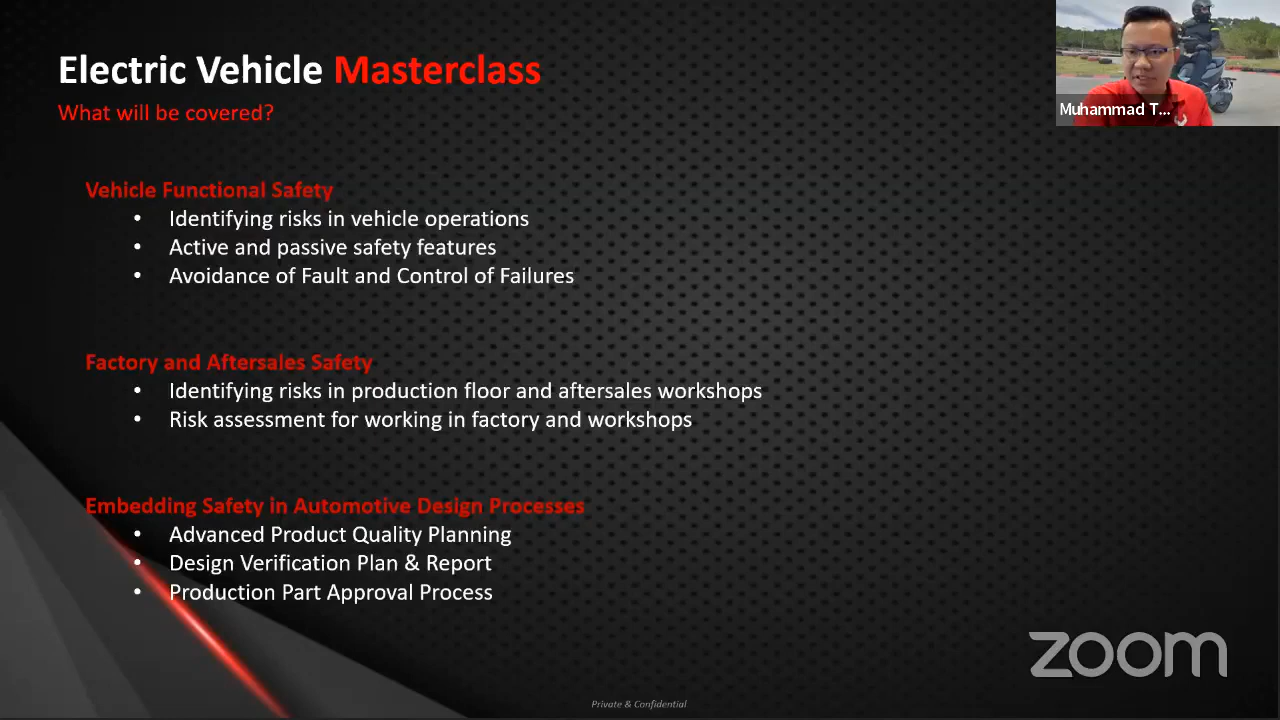 Electric Vehicle Masterclass
What will be covered?
Muhammad T...
Vehicle Functional Safety
• Identifying risks in vehicle operations
• Active and passive safety features
• Avoidance of Fault and Control of Failures
Factory and Aftersales Safety
• Identifying risks in production floor and aftersales workshops
• Risk assessment for working in factory and workshops
Embedding Safety in Automotive Design Processes
• Advanced Product Quality Planning
• Design Verification Plan & Report
• Production Part Approval Process
zoom
Private & Confidential